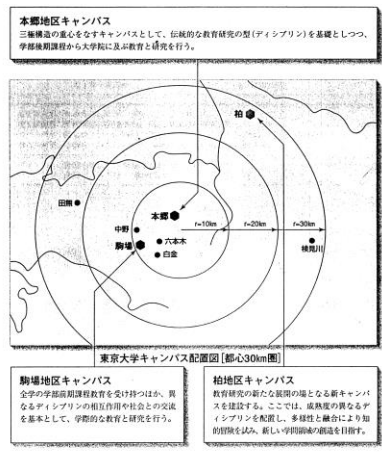 本郷地区キャンパス
三極構造の重心をなすキャンパスとして、伝統的な教育研究の型(ディシプリン)を基礎としつつ、
学部後期課程から大学院に及ぶ教育と研究を行う。
柏
田無
本郷
r=10km
r=20km
r=30km
中野
六本木
駒場
白金
検見川
東京大学キャンパス配置図[都心30km圏]
駒場地区キャンパス
全学の学部前期課程教育を受け持つほか、異
なるディシプリンの相互作用や社会との交流
を基本として、学際的な教育と研究を行う。
柏地区キャンパス
教育研究の新たな展開の場となる新キャンパ
スを建設する。ここでは、成熟度の異なるデ
ィシプリンを配置し、多様性と融合により知
的冒険を試み、新しい学問領域の創造を目指す。